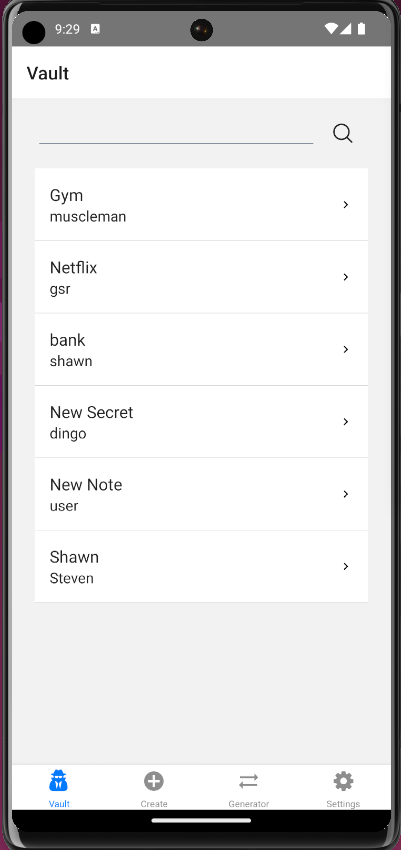 9:29 A
Vault
Gym
muscleman
Netflix
gsr
bank
shawn
New Secret
dingo
New Note
user
Shawn
Steven
Vault Create Generator Settings